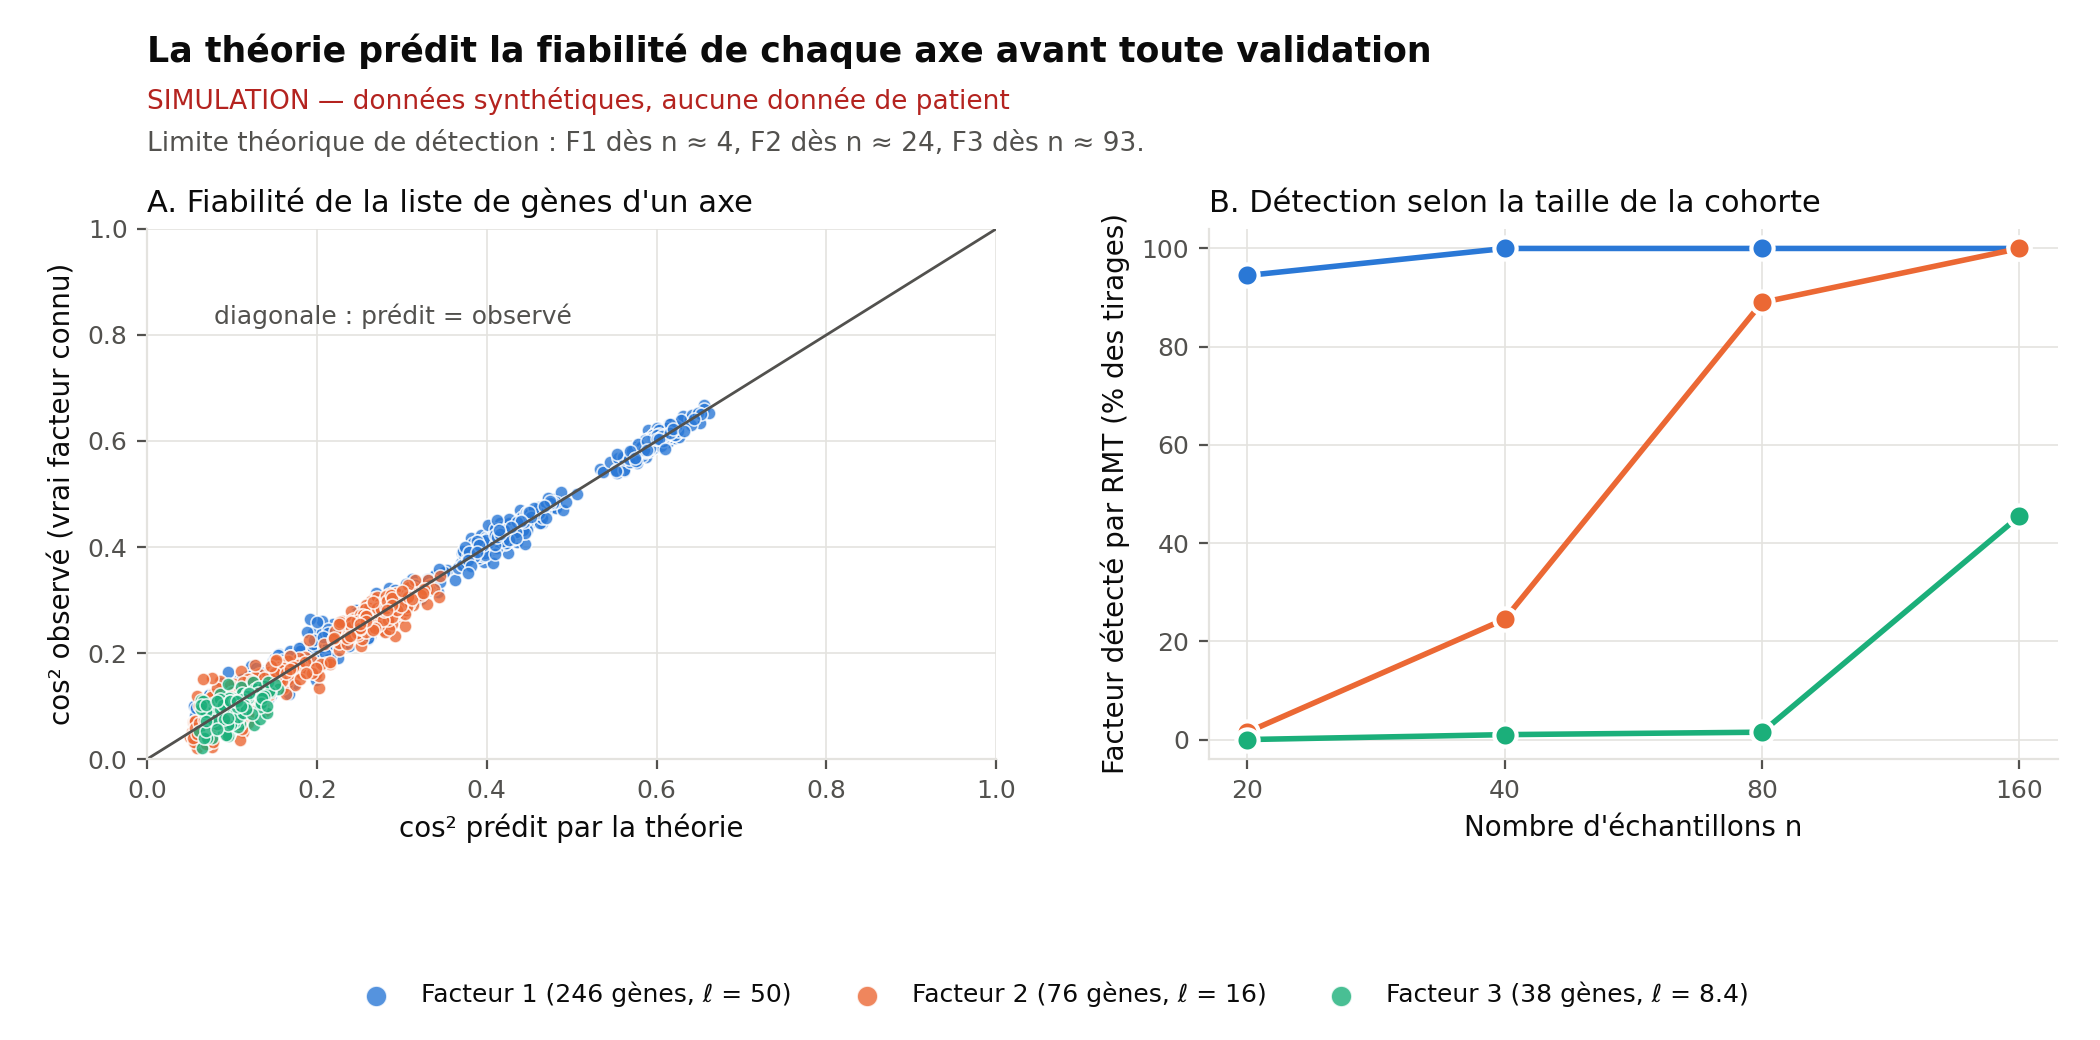 La théorie prédit la fiabilité de chaque axe avant toute validation
SIMULATION — données synthétiques, aucune donnée de patient
Limite théorique de détection : F1 dès n ≈ 4, F2 dès n ≈ 24, F3 dès n ≈ 93.
A. Fiabilité de la liste de gènes d'un axe
cos² observé (vrai facteur connu)
1.0
0.8
0.6
0.4
0.2
0.0
diagonale : prédit = observé
0.0 0.2 0.4 0.6 0.8 1.0
cos² prédit par la théorie
B. Détection selon la taille de la cohorte
Facteur détecté par RMT (% des tirages)
100
80
60
40
20
0
20 40 80 160
Nombre d'échantillons n
Facteur 1 (246 gènes, ℓ = 50) Facteur 2 (76 gènes, ℓ = 16) Facteur 3 (38 gènes, ℓ = 8.4)